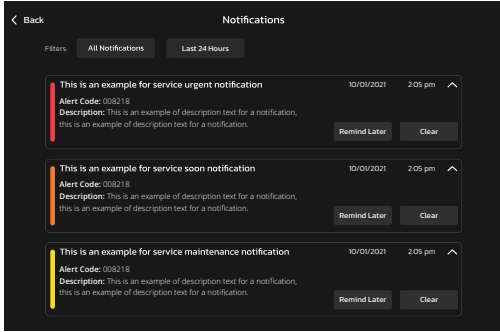 Back
Notifications
Filters:
All Notifications
Last 24 Hours
This is an example for service urgent notification
10/01/2021
2:05 pm
Alert Code: 008218
Description: This is an example of description text for a notification,
this is an example of description text for a notification.
Remind Later
Clear
This is an example for service soon notification
10/01/2021
2:05 pm
Alert Code: 008218
Description: This is an example of description text for a notification,
this is an example of description text for a notification.
Remind Later
Clear
This is an example for service maintenance notification
10/01/2021
2:05 pm
Alert Code: 008218
Description: This is an example of description text for a notification,
this is an example of description text for a notification.
Remind Later
Clear